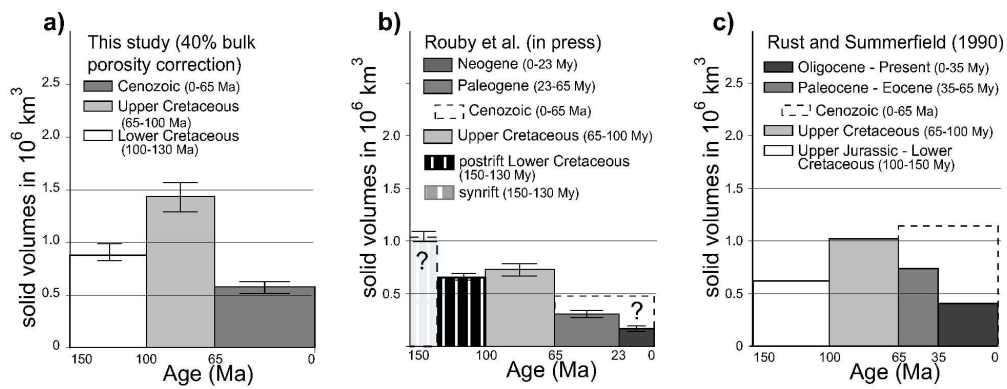 a)
This study (40% bulk
porosity correction)
Cenozoic (0-65 Ma)
Upper Cretaceous
(65-100 Ma)
Lower Cretaceous
(100-130 Ma)
solid volumes in 10⁶ km³
2.0
1.5
1.0
0.5
0
150
100
65
0
Age (Ma)
b)
Rouby et al. (in press)
Neogene (0-23 My)
Paleogene (23-65 My)
Cenozoic (0-65 Ma)
Upper Cretaceous (65-100 My)
postrift Lower Cretaceous
(150-130 My)
synrift (150-130 My)
solid volumes in 10⁶ km³
2.0
1.5
1.0
0.5
0
?
?
150
100
65
23
0
Age (Ma)
c)
Rust and Summerfield (1990)
Oligocene - Present (0-35 My)
Paleocene - Eocene (35-65 My)
Cenozoic (0-65 Ma)
Upper Cretaceous (65-100 My)
Upper Jurassic - Lower
Cretaceous (100-150 My)
solid volumes in 10⁶ km³
2.0
1.5
1.0
0.5
0
150
100
65
35
0
Age (Ma)